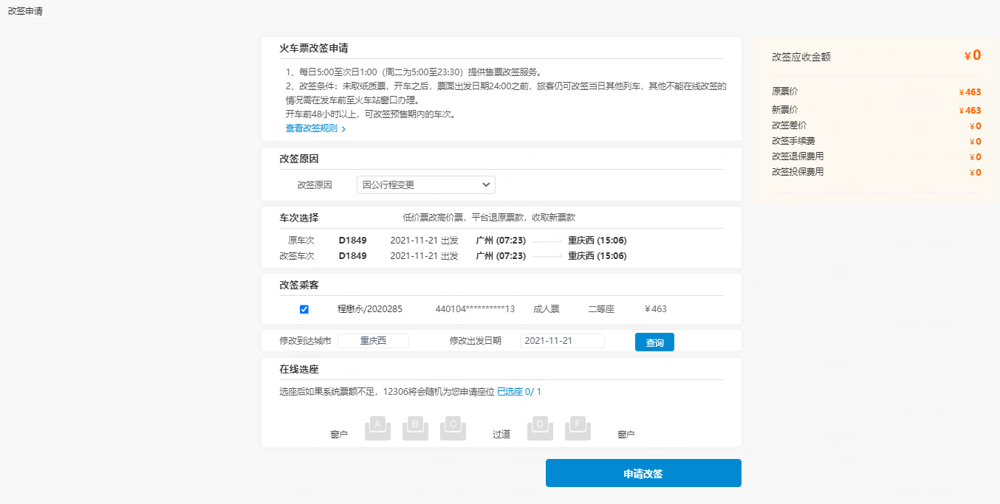 改签申请
火车票改签申请
1、每日5:00至次日1:00（周二为5:00至23:30）提供售票改签服务。
2、改签条件：未取纸质票，开车之后，票面出发日期24:00之前，旅客仍可改签当日其他列车，其他不能在线改签的
情况需在发车前至火车站窗口办理。
开车前48小时以上，可改签预售期内的车次。
查看改签规则 >
改签原因
改签原因 因公行程变更
车次选择 低价票改高价票，平台退原票款，收取新票款
原车次 D1849 2021-11-21 出发 广州 (07:23) 重庆西 (15:06)
改签车次 D1849 2021-11-21 出发 广州 (07:23) 重庆西 (15:06)
改签乘客
程懋永/2020285 440104**********13 成人票 二等座 ￥463
修改到达城市 重庆西 修改出发日期 2021-11-21 查询
在线选座
选座后如果系统票额不足，12306将会随机为您申请座位 已选座 0/ 1
窗户 A B C 过道 D F 窗户
申请改签
改签应收金额 ￥0
原票价 ￥463
新票价 ￥463
改签差价 ￥0
改签手续费 ￥0
改签退保费用 ￥0
改签投保费用 ￥0